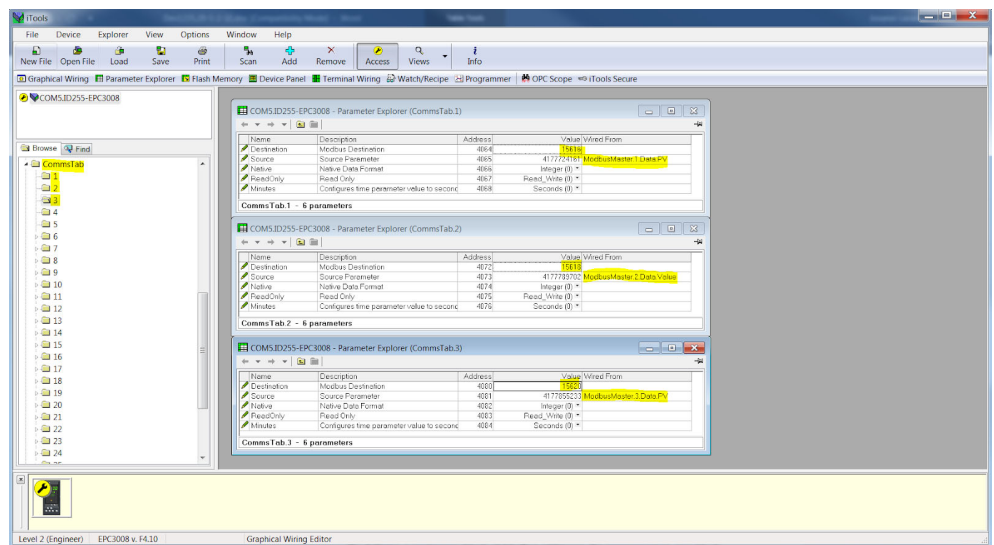 iTools
File Device Explorer View Options Window Help
New File Open File Load Save Print Scan Add Remove Access Views Info
Graphical Wiring Parameter Explorer Flash Memory Device Panel Terminal Wiring Watch/Recipe Programmer OPC Scope iTools Secure
COM5.ID255-EPC3008
Browse Find
CommsTab
1
2
3
4
5
6
7
8
9
10
11
12
13
14
15
16
17
18
19
20
21
22
23
24
COM5.ID255-EPC3008 - Parameter Explorer (CommsTab.1)
Name Description Address Value Wired From
Destination Modbus Destination 4064 15616
Source Source Parameter 4065 4177724161 ModbusMaster.1.Data.PV
Native Native Data Format 4066 Integer (0)
ReadOnly Read Only 4067 Read_Write (0)
Minutes Configures time parameter value to second 4068 Seconds (0)
CommsTab.1 - 6 parameters
COM5.ID255-EPC3008 - Parameter Explorer (CommsTab.2)
Name Description Address Value Wired From
Destination Modbus Destination 4072 15618
Source Source Parameter 4073 4177789702 ModbusMaster.2.Data.Value
Native Native Data Format 4074 Integer (0)
ReadOnly Read Only 4075 Read_Write (0)
Minutes Configures time parameter value to second 4076 Seconds (0)
CommsTab.2 - 6 parameters
COM5.ID255-EPC3008 - Parameter Explorer (CommsTab.3)
Name Description Address Value Wired From
Destination Modbus Destination 4080 15620
Source Source Parameter 4081 4177855233 ModbusMaster.3.Data.PV
Native Native Data Format 4082 Integer (0)
ReadOnly Read Only 4083 Read_Write (0)
Minutes Configures time parameter value to second 4084 Seconds (0)
CommsTab.3 - 6 parameters
Level 2 (Engineer) EPC3008 v. F4.10 Graphical Wiring Editor